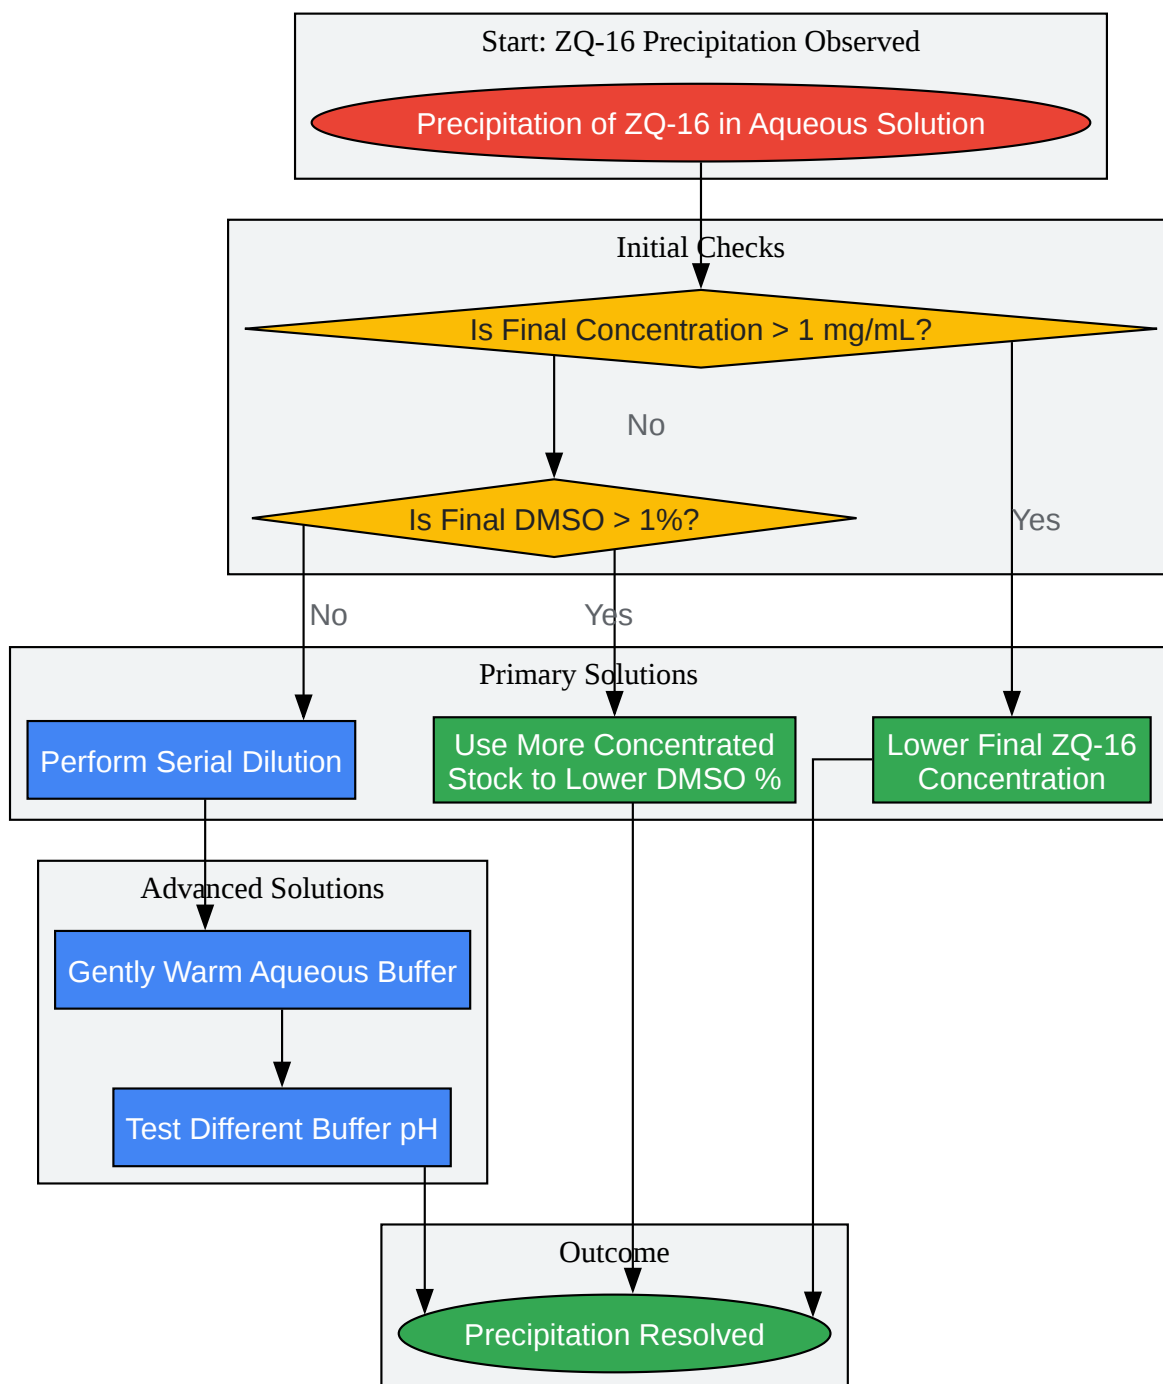 Start: ZQ-16 Precipitation Observed
Precipitation of ZQ-16 in Aqueous Solution
Initial Checks
Is Final Concentration > 1 mg/mL?
No
Is Final DMSO > 1%?
Yes
No
Yes
Primary Solutions
Perform Serial Dilution
Use More Concentrated
Stock to Lower DMSO %
Lower Final ZQ-16
Concentration
Advanced Solutions
Gently Warm Aqueous Buffer
Test Different Buffer pH
Outcome
Precipitation Resolved